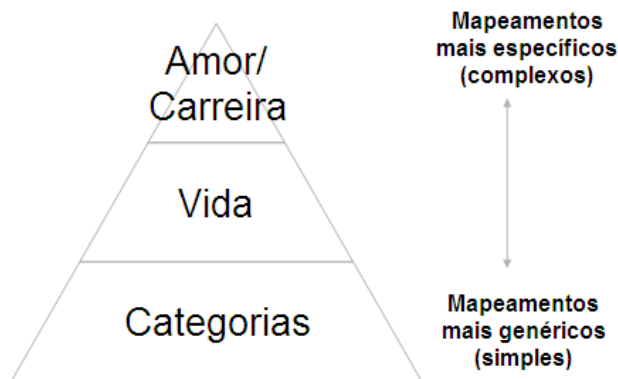 Amor/
Carreira
Vida
Categorias
Mapeamentos
mais específicos
(complexos)
Mapeamentos
mais genéricos
(simples)